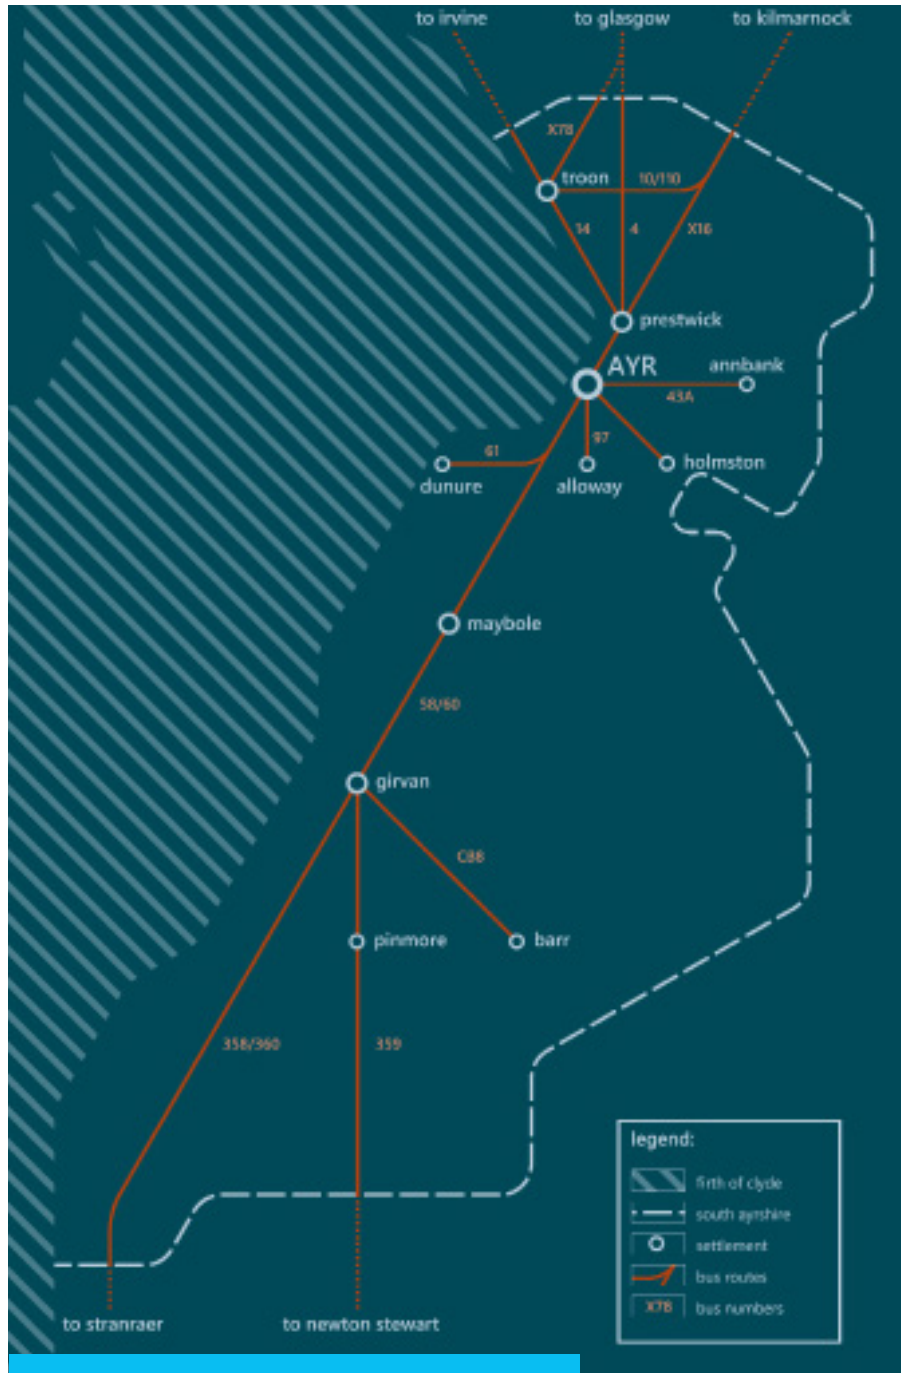 to irvine
to glasgow
to kilmarnock
X78
troon
10/110
14
4
X16
prestwick
AYR
annbank
43A
97
61
dunure
alloway
holmston
maybole
58/60
girvan
CB8
pinmore
barr
358/360
359
legend:
firth of clyde
south ayrshire
settlement
bus routes
X78 bus numbers
to stranraer
to newton stewart